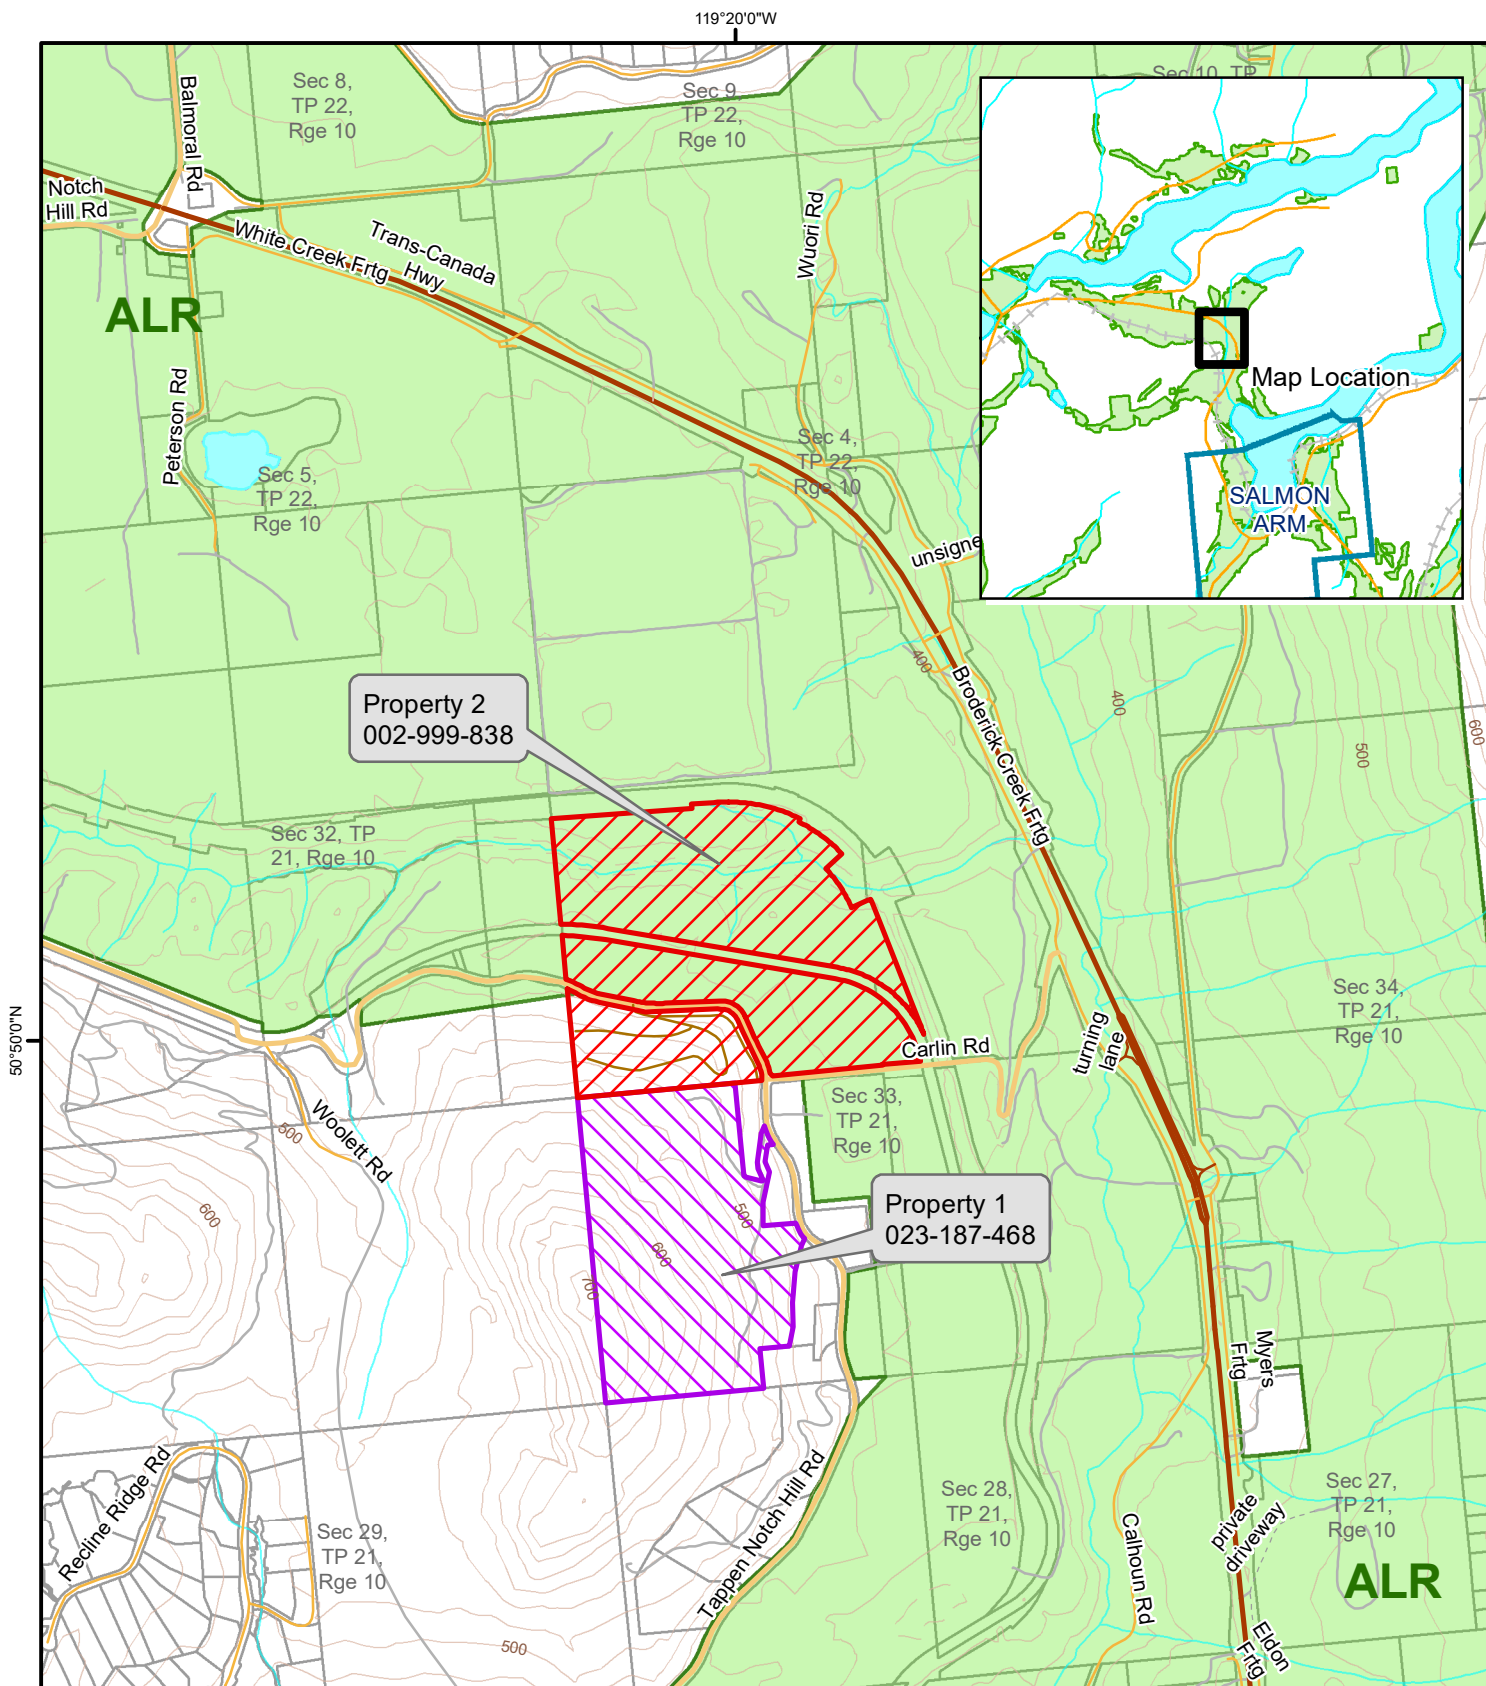 119°20'0"W
Sec 8,
TP 22,
Rge 10
Sec 9,
TP 22,
Rge 10
Sec 10, TP
Balmoral Rd
Notch
Hill Rd
White Creek Frtg
Trans-Canada
Hwy
Wuori Rd
ALR
Peterson Rd
Sec 5,
TP 22,
Rge 10
Sec 4,
TP 22,
Rge 10
unsigne
Map Location
SALMON
ARM
400
400
500
600
Broderick Creek Frtg
Property 2
002-999-838
Sec 32, TP
21, Rge 10
50°50'0"N
Sec 34,
TP 21,
Rge 10
Carlin Rd
turning
lane
Sec 33,
TP 21,
Rge 10
Woolett Rd
500
600
Property 1
023-187-468
500
600
700
Myers
Frtg
Recline Ridge Rd
Tappen Notch Hill Rd
Sec 29,
TP 21,
Rge 10
Sec 28,
TP 21,
Rge 10
Sec 27,
TP 21,
Rge 10
private
driveway
Calhoun Rd
ALR
Eldon
Frtg
500